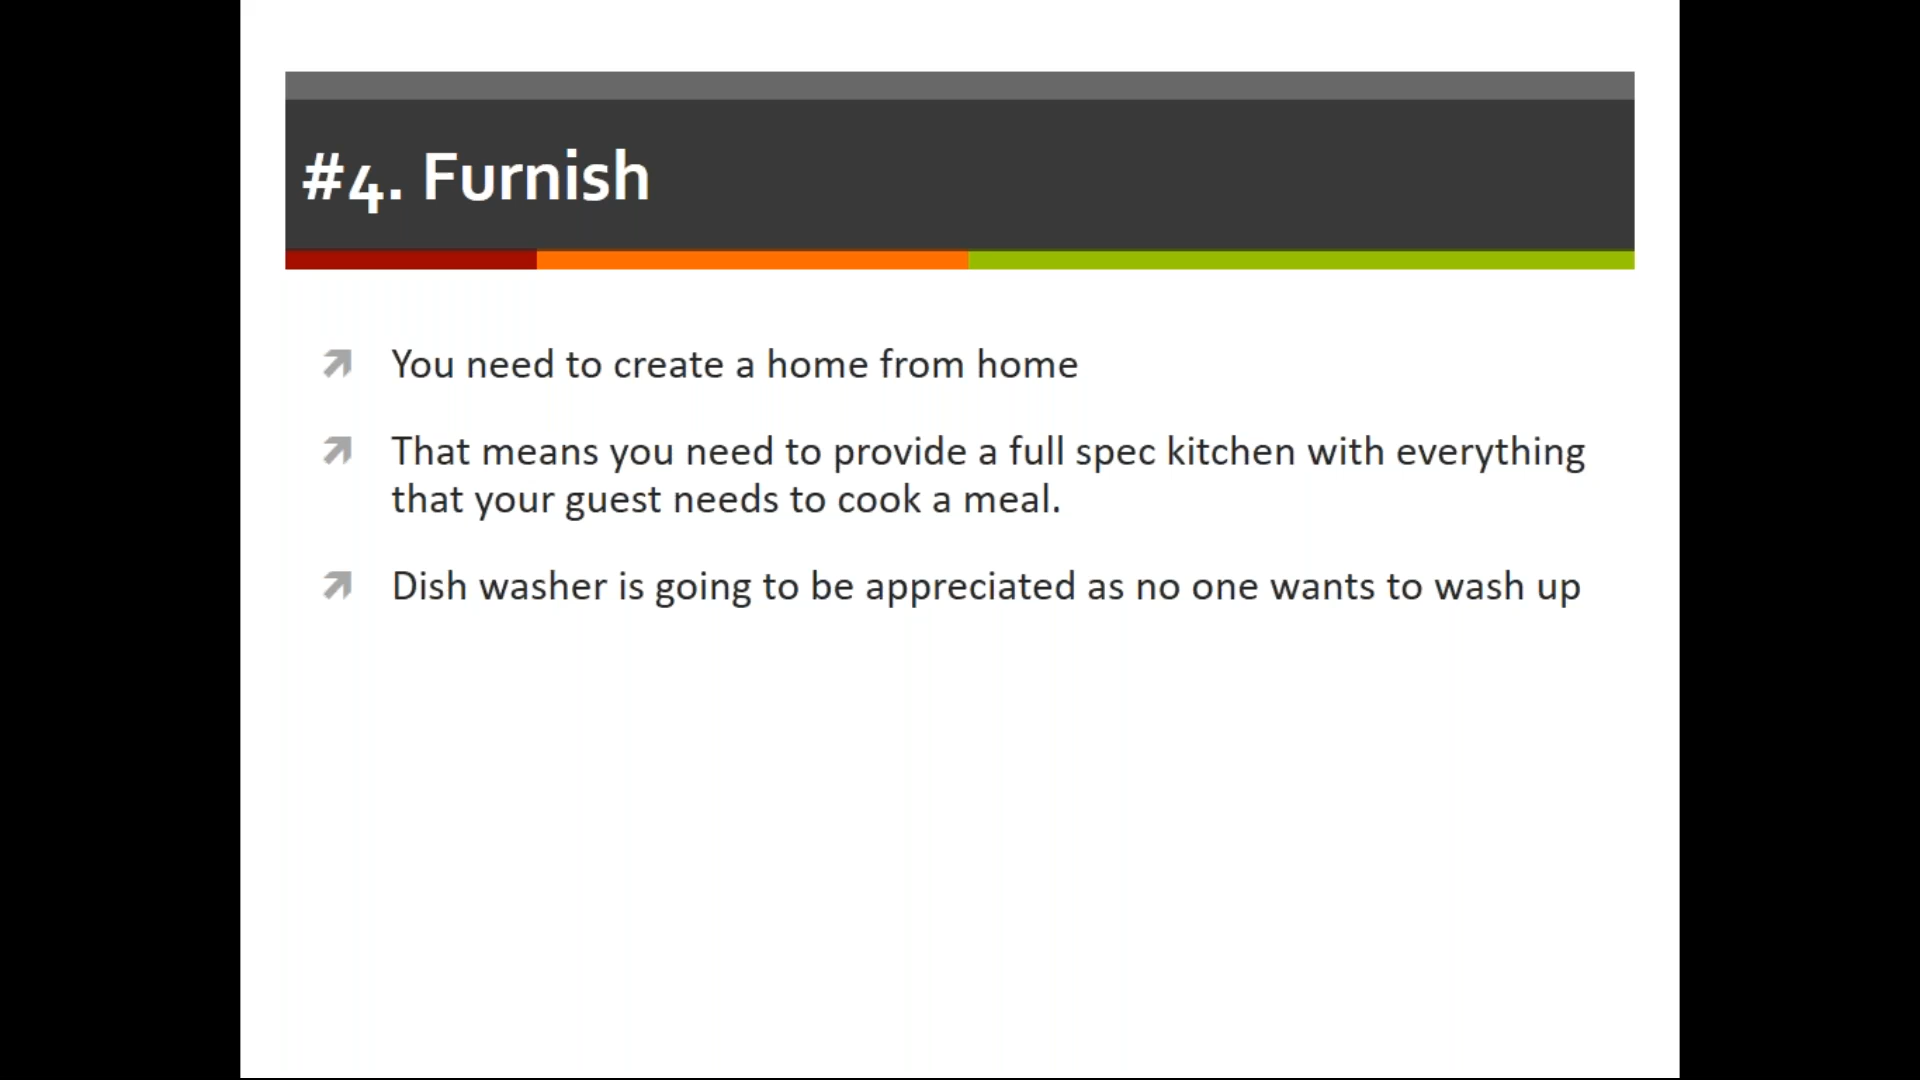 #4. Furnish
You need to create a home from home
That means you need to provide a full spec kitchen with everything
that your guest needs to cook a meal.
Dish washer is going to be appreciated as no one wants to wash up